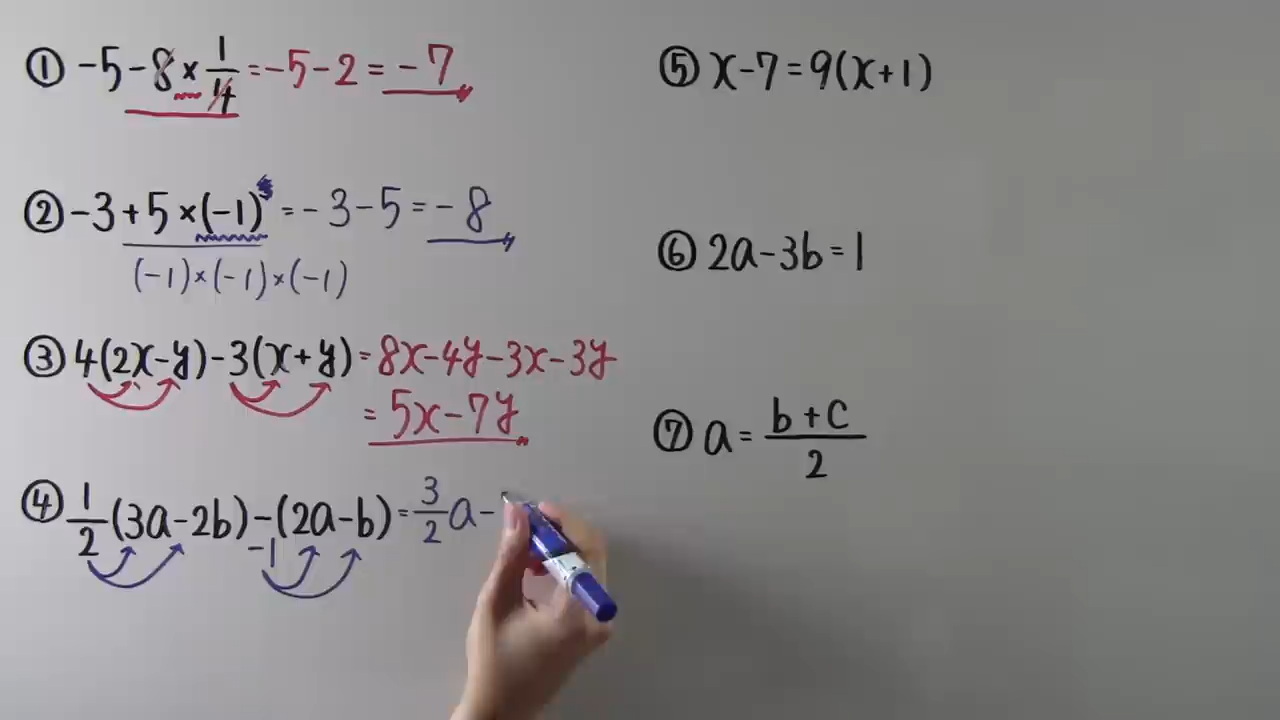 ① -5-8×1/4=-5-2=-7
② -3+5×(-1)³=-3-5=-8
(-1)×(-1)×(-1)
③ 4(2x-y)-3(x+y)=8x-4y-3x-3y
=5x-7y
④ 1/2(3a-2b)-(2a-b)=3/2a-
-1
⑤ x-7=9(x+1)
⑥ 2a-3b=1
⑦ a=b+c/2